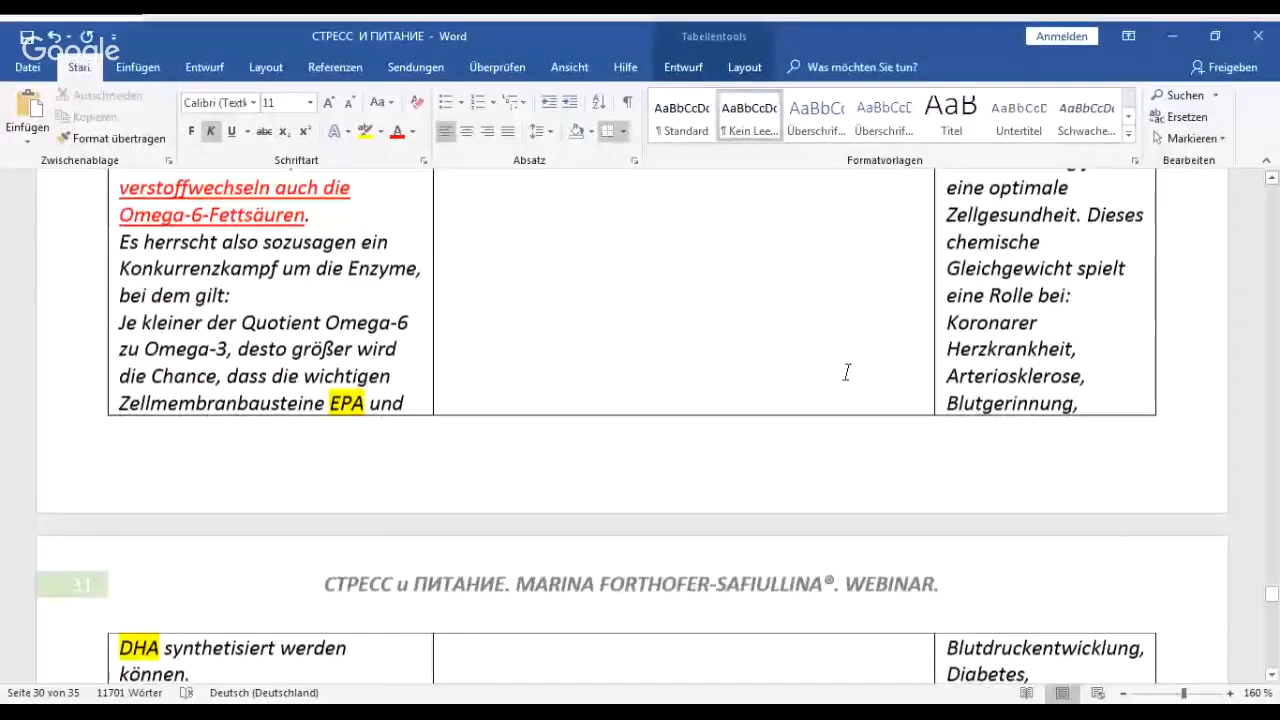 Google
СТРЕСС И ПИТАНИЕ - Word
Tabellentools
Anmelden
Datei Start Einfügen Entwurf Layout Referenzen Sendungen Überprüfen Ansicht Hilfe Entwurf Layout Was möchten Sie tun? Freigeben
Einfügen
Ausschneiden
Kopieren
Format übertragen
Zwischenablage
Calibri (Textk 11
Aa
F K U abc x₂ x²
Schriftart
Absatz
AaBbCcDc AaBbCcDc AaBbCc AaBbCcD AaB AaBbCcD AaBbCcDc
¶ Standard ¶ Kein Lee... Überschrif... Überschrif... Titel Untertitel Schwache...
Formatvorlagen
Suchen
Ersetzen
Markieren
Bearbeiten
verstoffwechseln auch die
Omega-6-Fettsäuren.
Es herrscht also sozusagen ein
Konkurrenzkampf um die Enzyme,
bei dem gilt:
Je kleiner der Quotient Omega-6
zu Omega-3, desto größer wird
die Chance, dass die wichtigen
Zellmembranbausteine EPA und
eine optimale
Zellgesundheit. Dieses
chemische
Gleichgewicht spielt
eine Rolle bei:
Koronarer
Herzkrankheit,
Arteriosklerose,
Blutgerinnung,
31
СТРЕСС и ПИТАНИЕ. MARINA FORTHOFER-SAFIULLINA®. WEBINAR.
DHA synthetisiert werden
können.
Blutdruckentwicklung,
Diabetes,
Seite 30 von 35 11701 Wörter Deutsch (Deutschland) 160 %